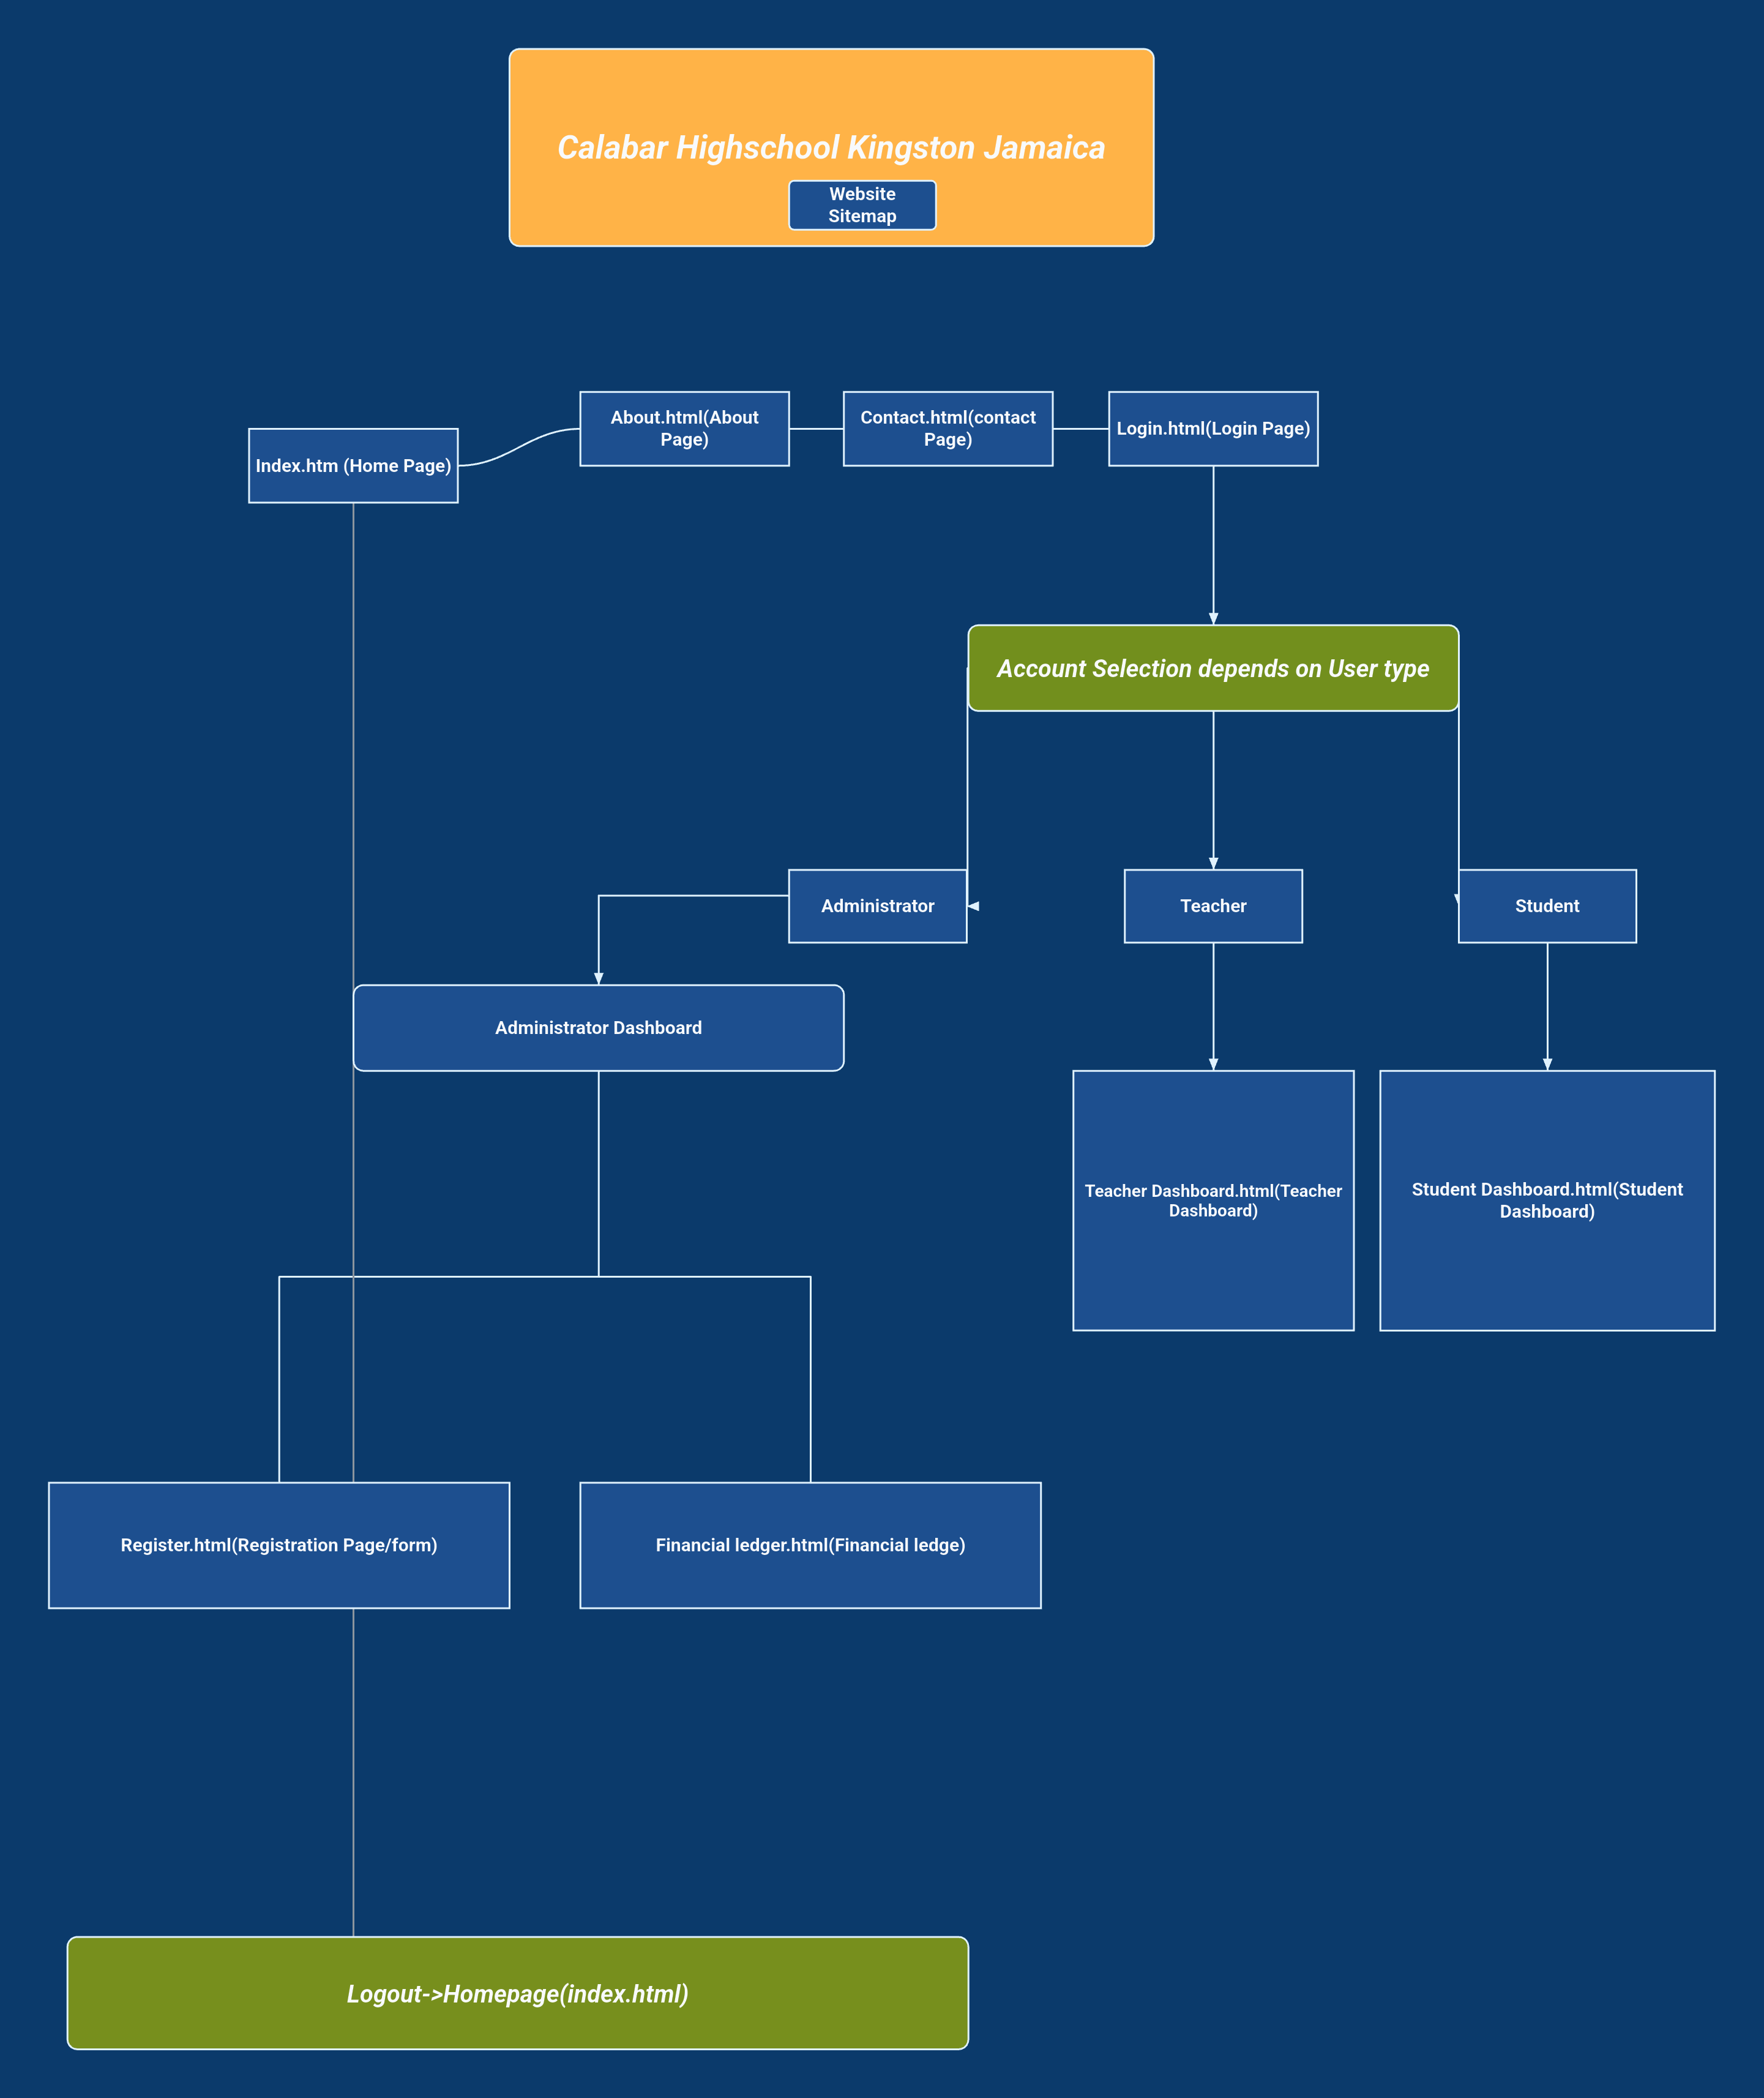 Calabar Highschool Kingston Jamaica
Website
Sitemap
About.html(About
Page)
Contact.html(contact
Page)
Login.html(Login Page)
Index.htm (Home Page)
Account Selection depends on User type
Administrator
Teacher
Student
Administrator Dashboard
Teacher Dashboard.html(Teacher
Dashboard)
Student Dashboard.html(Student
Dashboard)
Register.html(Registration Page/form)
Financial ledger.html(Financial ledge)
Logout->Homepage(index.html)